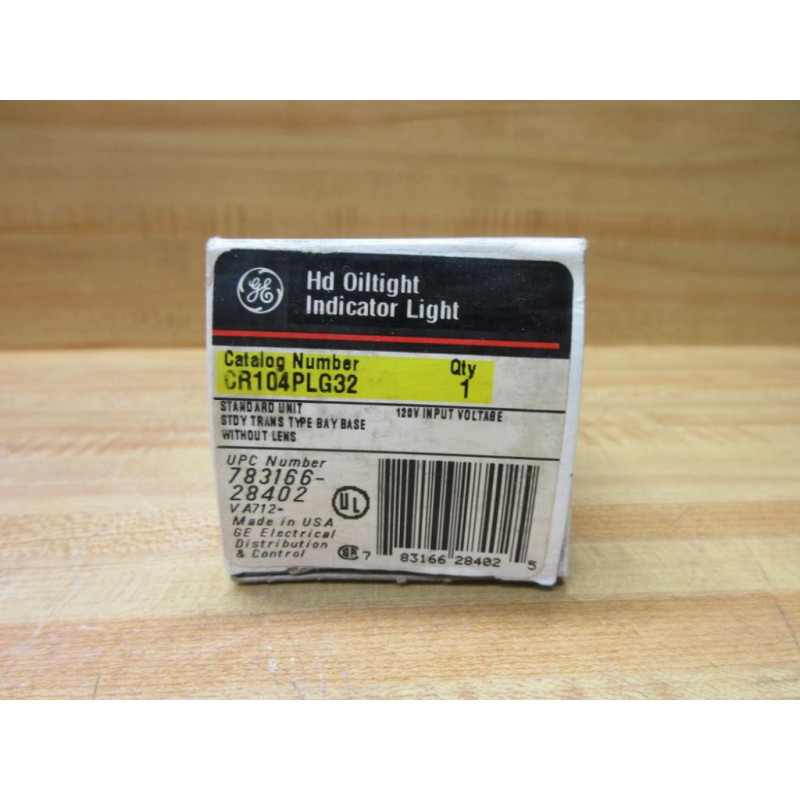 GE
Hd Oiltight
Indicator Light
Catalog Number Qty
CR104PLG32 1
STANDARD UNIT 120V INPUT VOLTAGE
STDY TRANS TYPE BAY BASE
WITHOUT LENS
UPC Number
783166-
28402
VA712-
Made in USA
GE Electrical
Distribution
& Control
UL
7 83166 28402 5